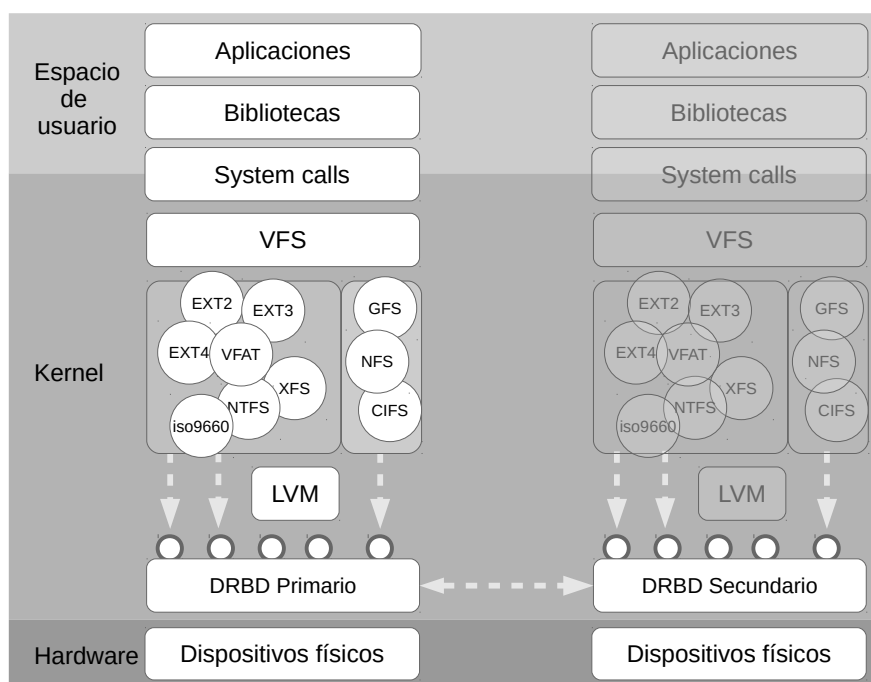 Espacio
de
usuario
Kernel
Hardware
Aplicaciones
Bibliotecas
System calls
VFS
EXT2
EXT3
EXT4
VFAT
XFS
NTFS
iso9660
GFS
NFS
CIFS
LVM
DRBD Primario
Dispositivos físicos
Aplicaciones
Bibliotecas
System calls
VFS
EXT2
EXT3
EXT4
VFAT
XFS
NTFS
iso9660
GFS
NFS
CIFS
LVM
DRBD Secundario
Dispositivos físicos